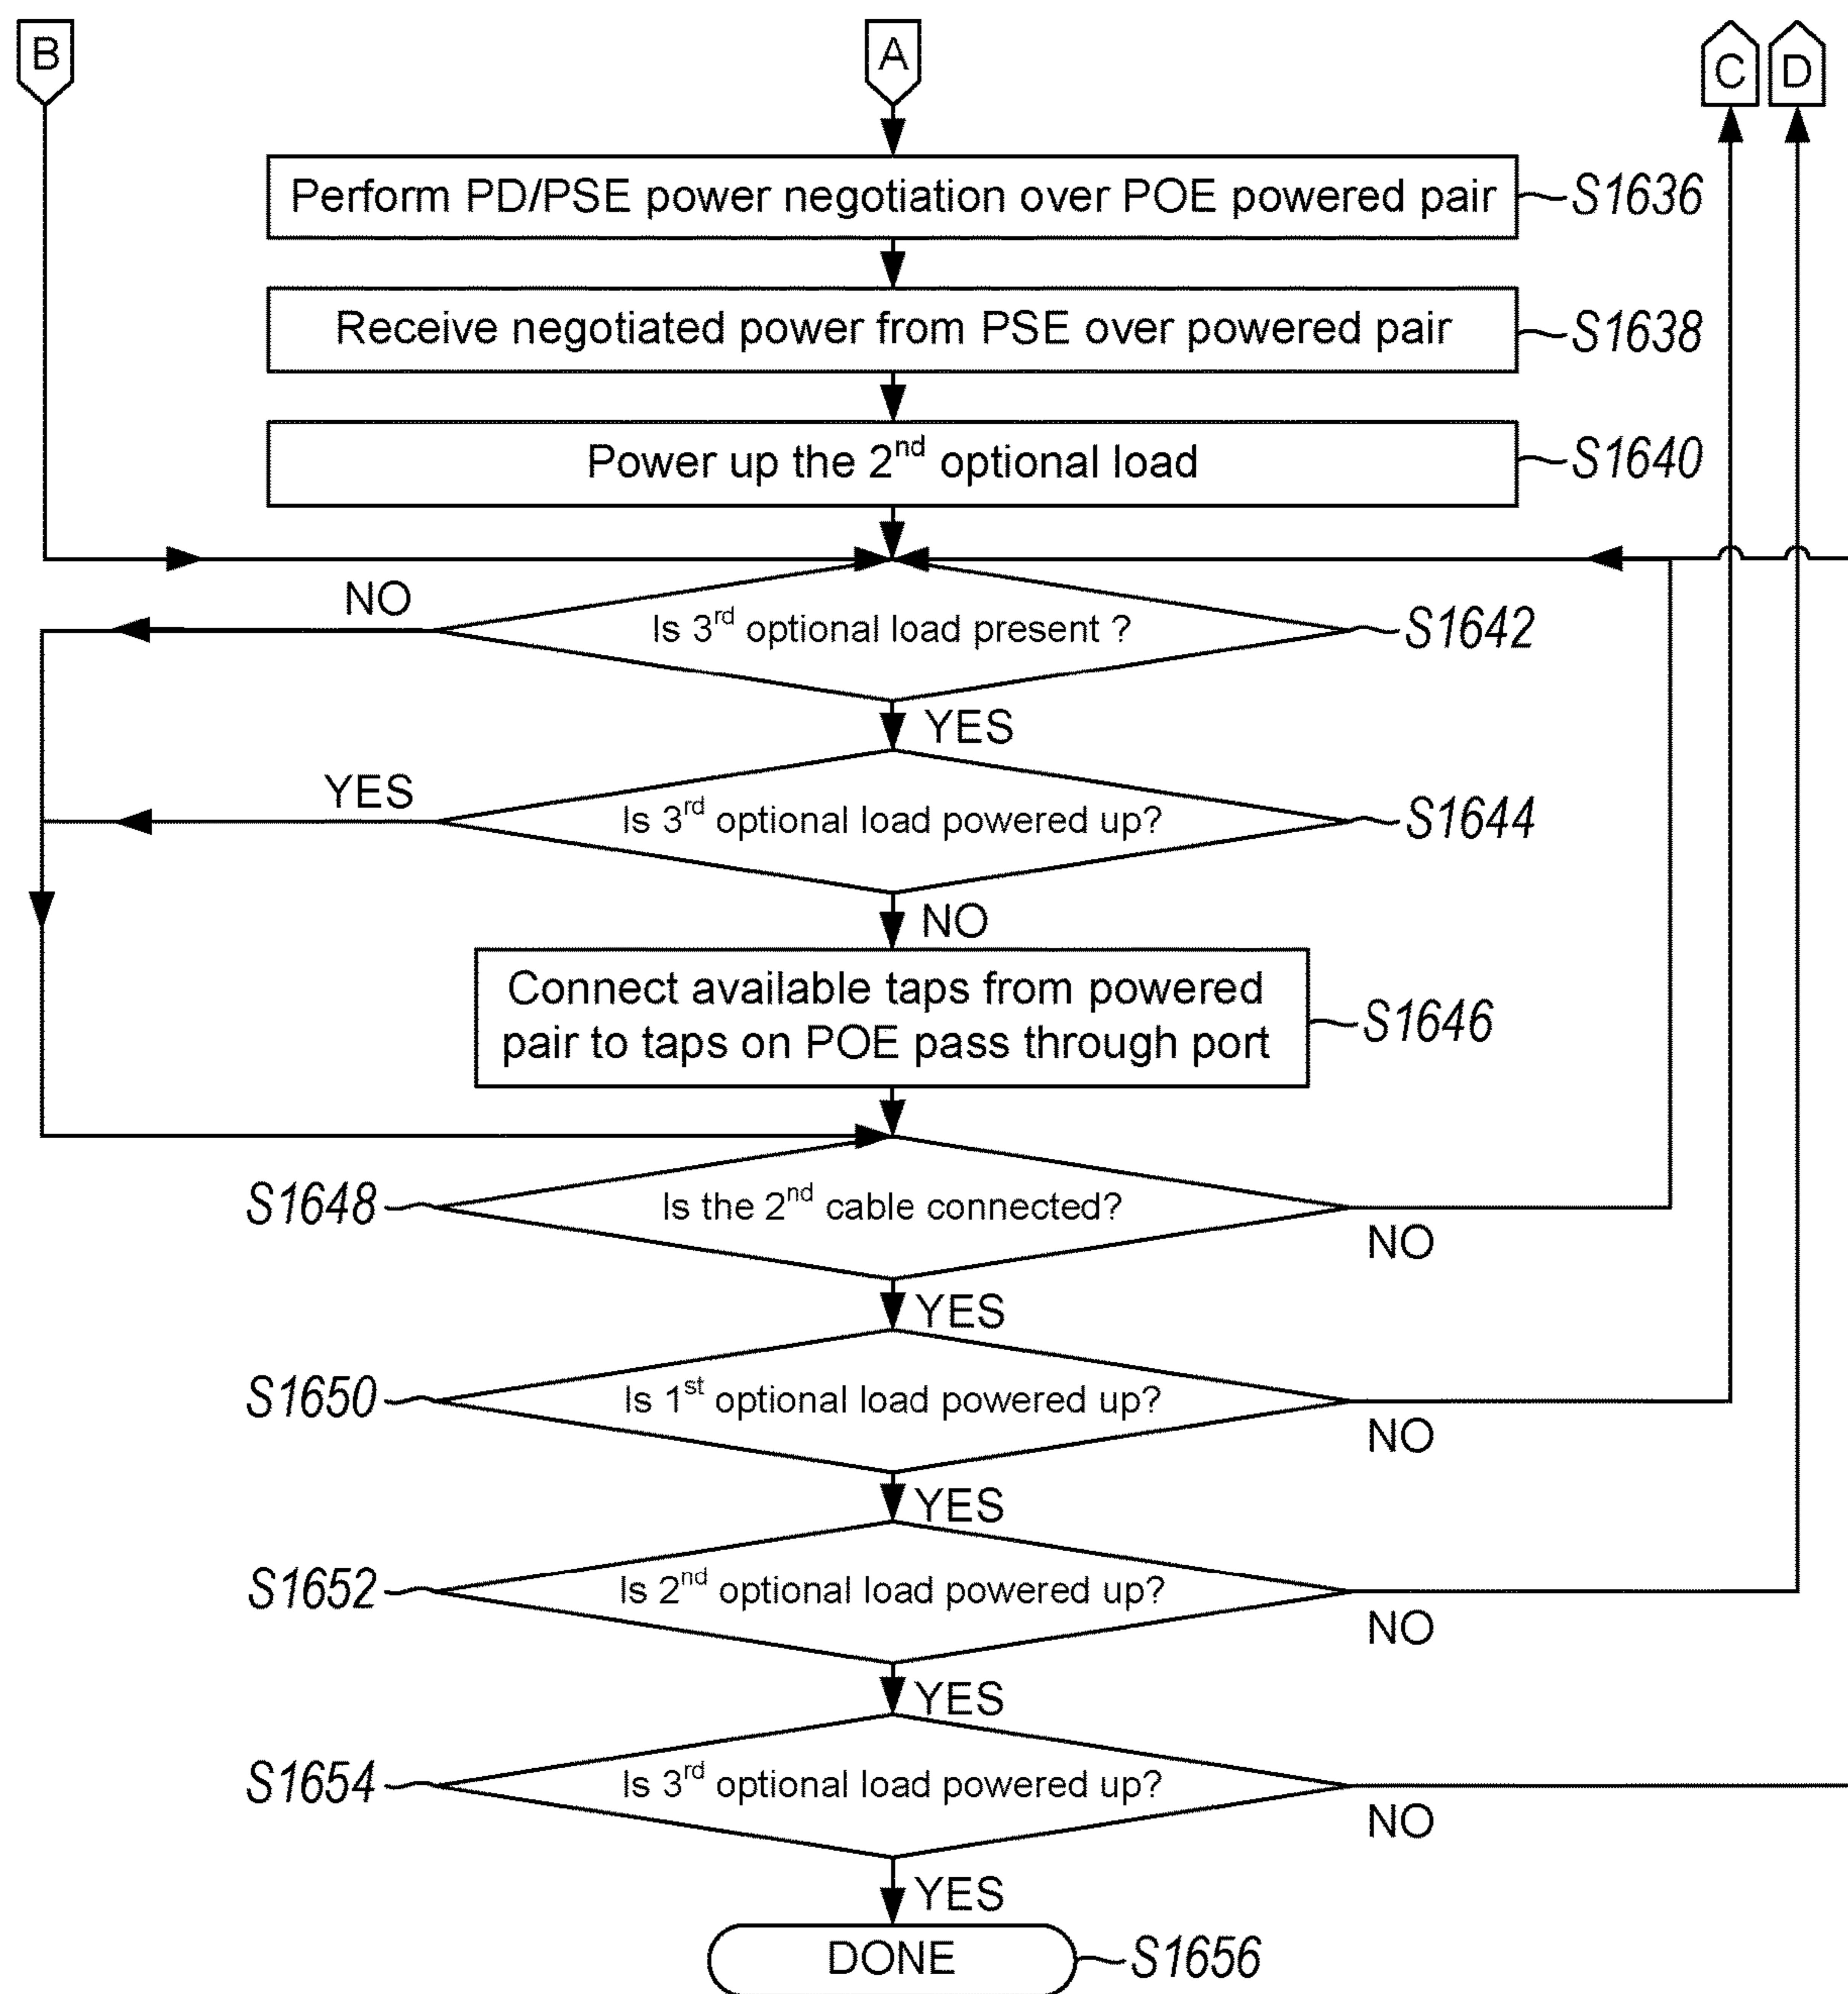 B
A
C
D
Perform PD/PSE power negotiation over POE powered pair
S1636
Receive negotiated power from PSE over powered pair
S1638
Power up the 2nd optional load
S1640
NO
Is 3rd optional load present ?
S1642
YES
YES
Is 3rd optional load powered up?
S1644
NO
Connect available taps from powered
pair to taps on POE pass through port
S1646
S1648
Is the 2nd cable connected?
NO
YES
S1650
Is 1st optional load powered up?
NO
YES
S1652
Is 2nd optional load powered up?
NO
YES
S1654
Is 3rd optional load powered up?
NO
YES
DONE
S1656